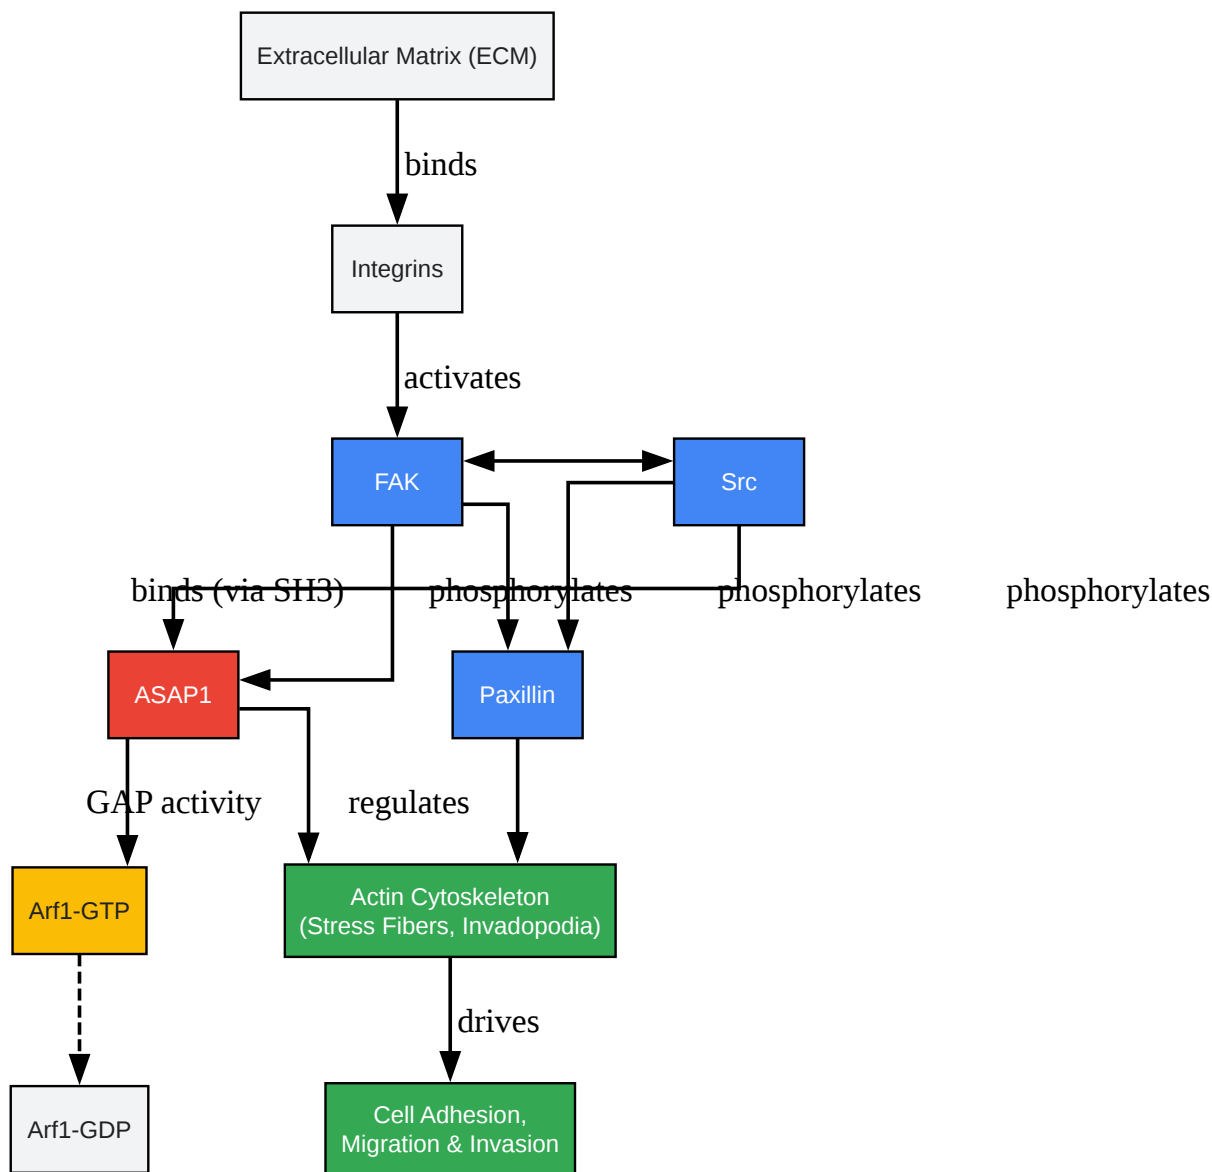 Extracellular Matrix (ECM)
binds
Integrins
activates
FAK
Src
binds (via SH3)
phosphorylates
phosphorylates
phosphorylates
ASAP1
Paxillin
GAP activity
regulates
Arf1-GTP
Actin Cytoskeleton
(Stress Fibers, Invadopodia)
drives
Arf1-GDP
Cell Adhesion,
Migration & Invasion